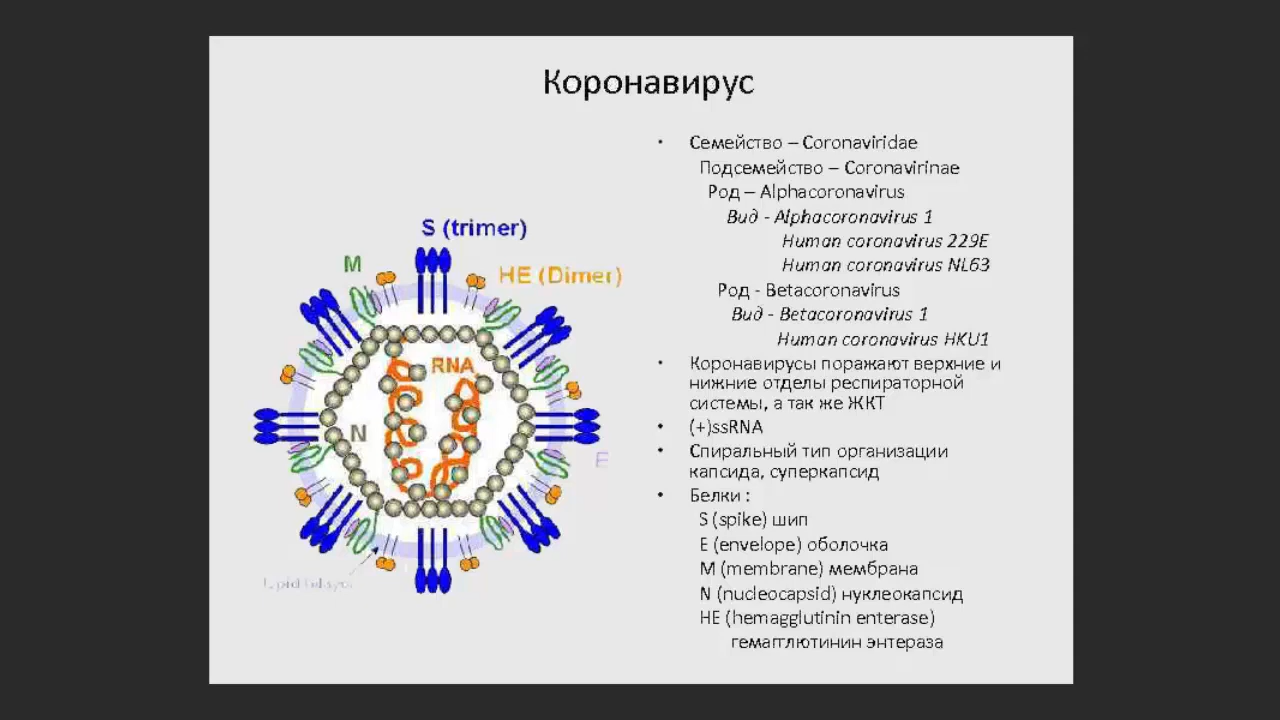 Коронавирус
S (trimer)
M
HE (Dimer)
RNA
N
E
• Семейство – Coronaviridae
Подсемейство – Coronavirinae
Род – Alphacoronavirus
Вид - Alphacoronavirus 1
Human coronavirus 229E
Human coronavirus NL63
Род - Betacoronavirus
Вид - Betacoronavirus 1
Human coronavirus HKU1
• Коронавирусы поражают верхние и
нижние отделы респираторной
системы, а так же ЖКТ
• (+)ssRNA
• Спиральный тип организации
капсида, суперкапсид
• Белки :
S (spike) шип
E (envelope) оболочка
M (membrane) мембрана
N (nucleocapsid) нуклеокапсид
HE (hemagglutinin enterase)
гемагглютинин энтераза